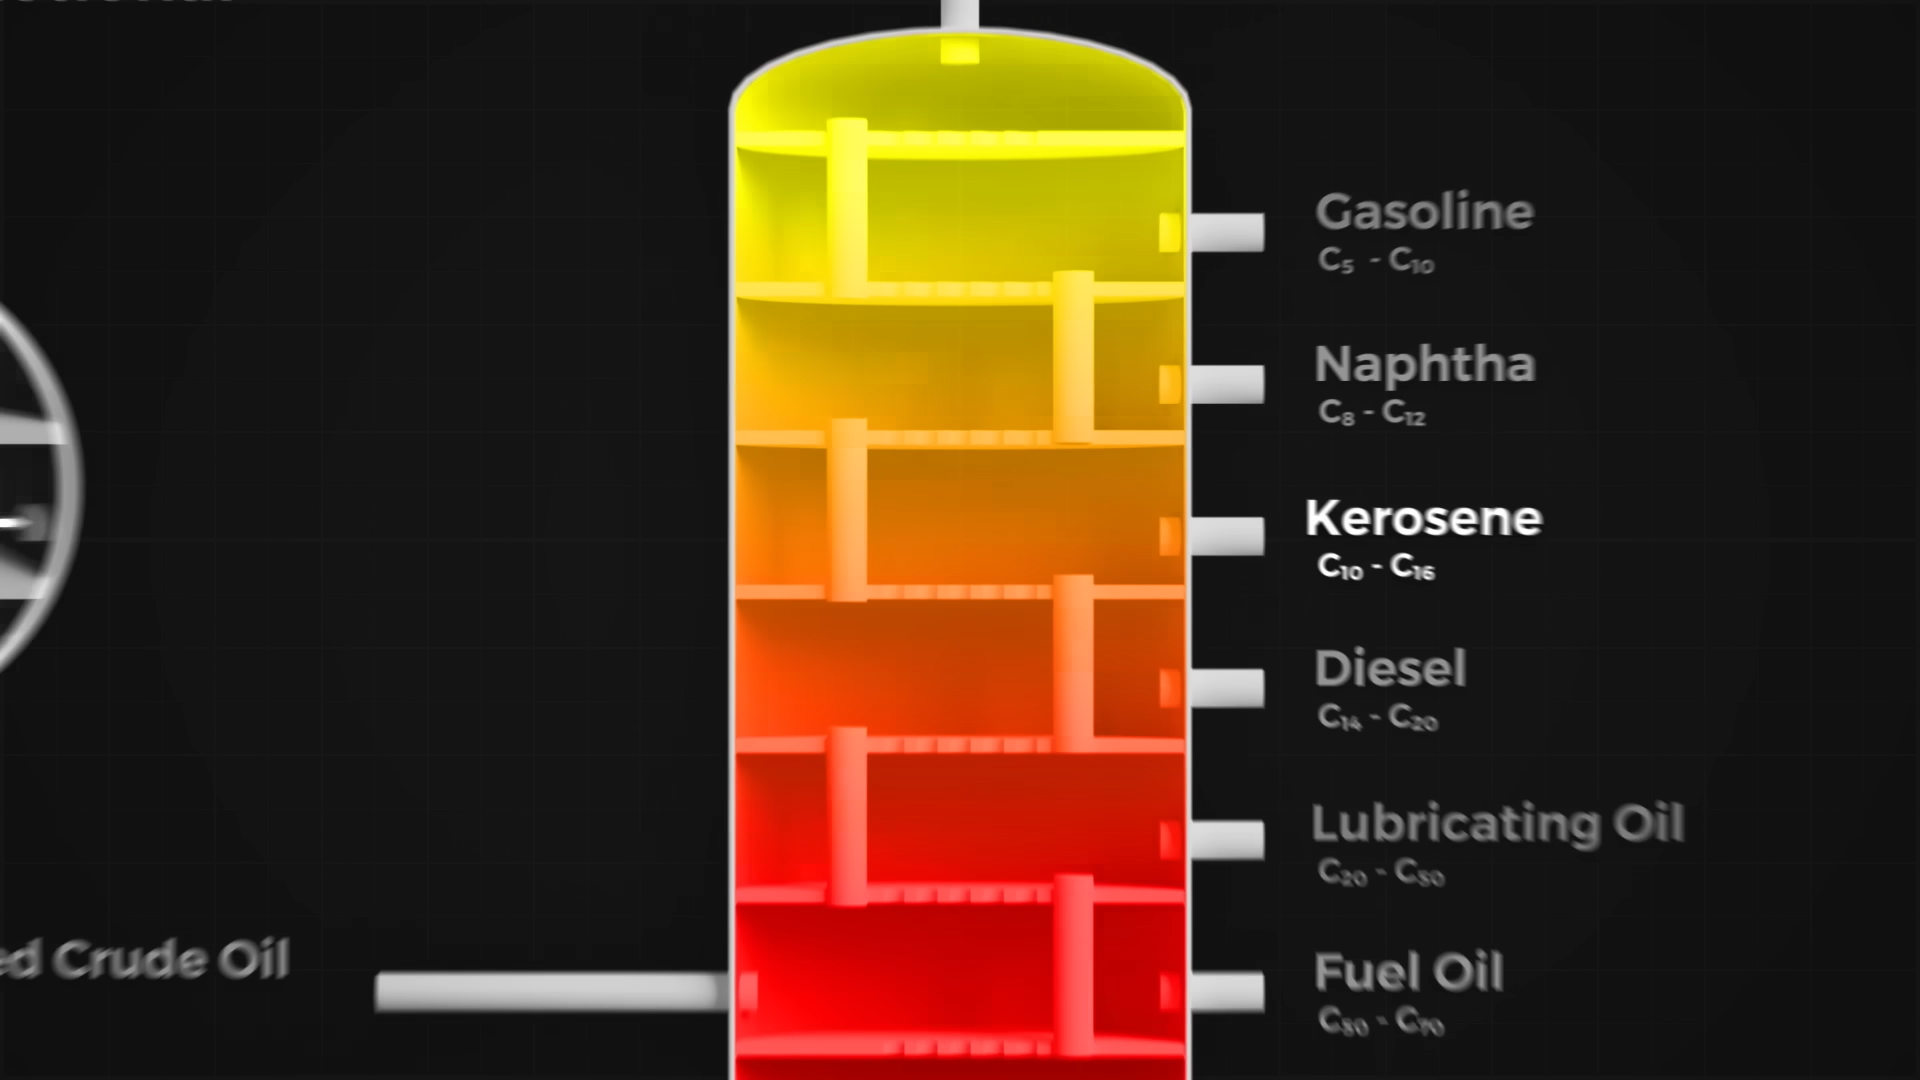 Gasoline
C₅ - C₁₀
Naphtha
C₈ - C₁₂
Kerosene
C₁₀ - C₁₆
Diesel
C₁₄ - C₂₀
Lubricating Oil
C₂₀ - C₅₀
Crude Oil
Fuel Oil
C₅₀ - C₇₀